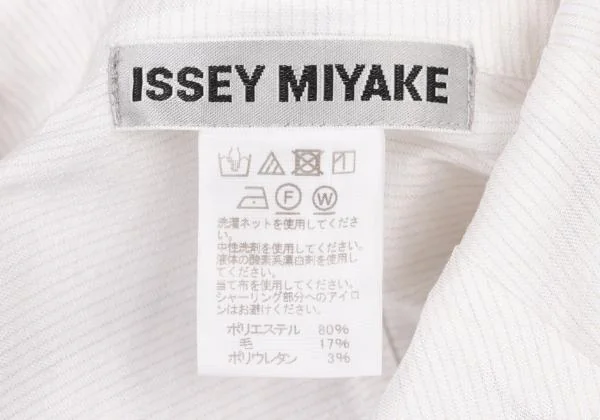 ISSEY MIYAKE
F W
洗濯ネットを使用してくださ
い。
中性洗剤を使用してください。
液体の酸素系漂白剤を使用し
てください。
当て布を使用してください。
シャーリング部分へのアイロ
ンはお避けください。
ポリエステル 80%
毛 17%
ポリウレタン 3%